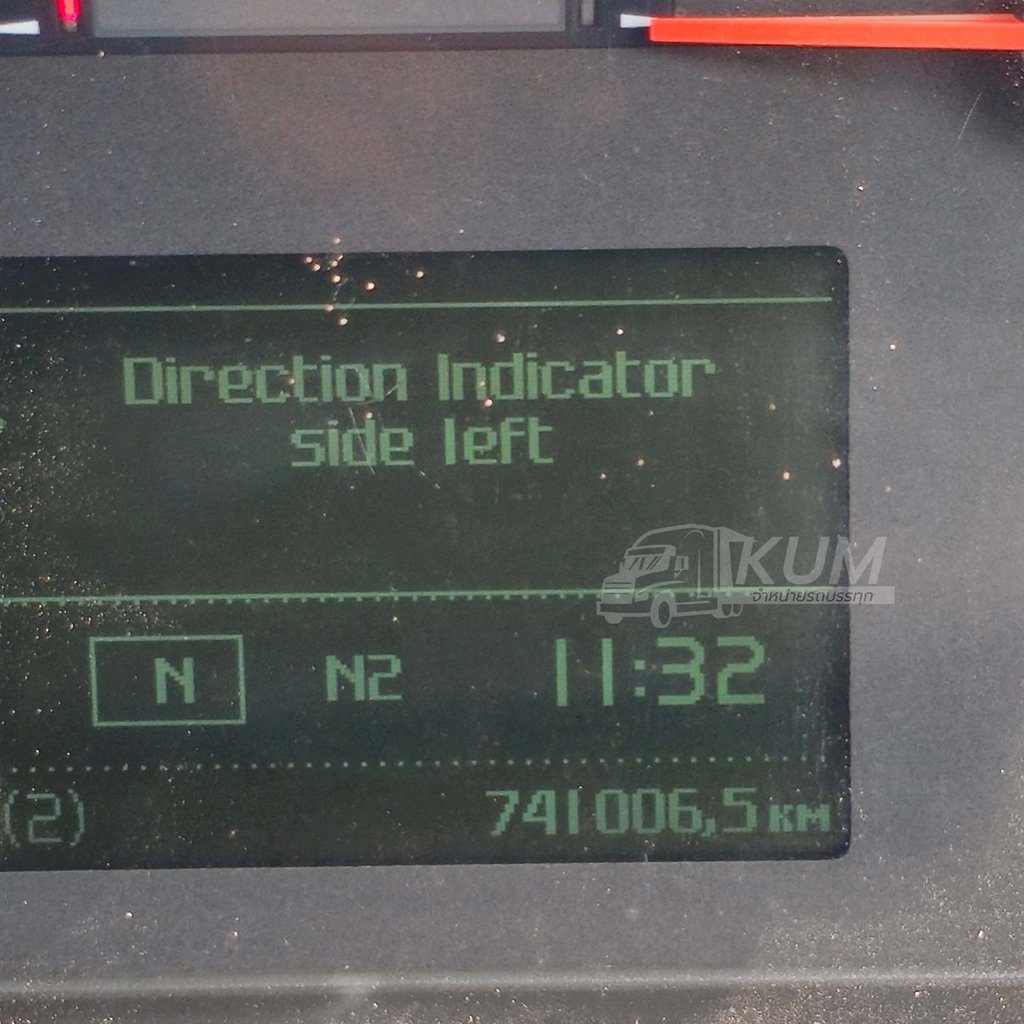 Direction Indicator
side left
KUM
จำหน่ายรถบรรทุก
N N2 11:32
(2) 741006,5 км